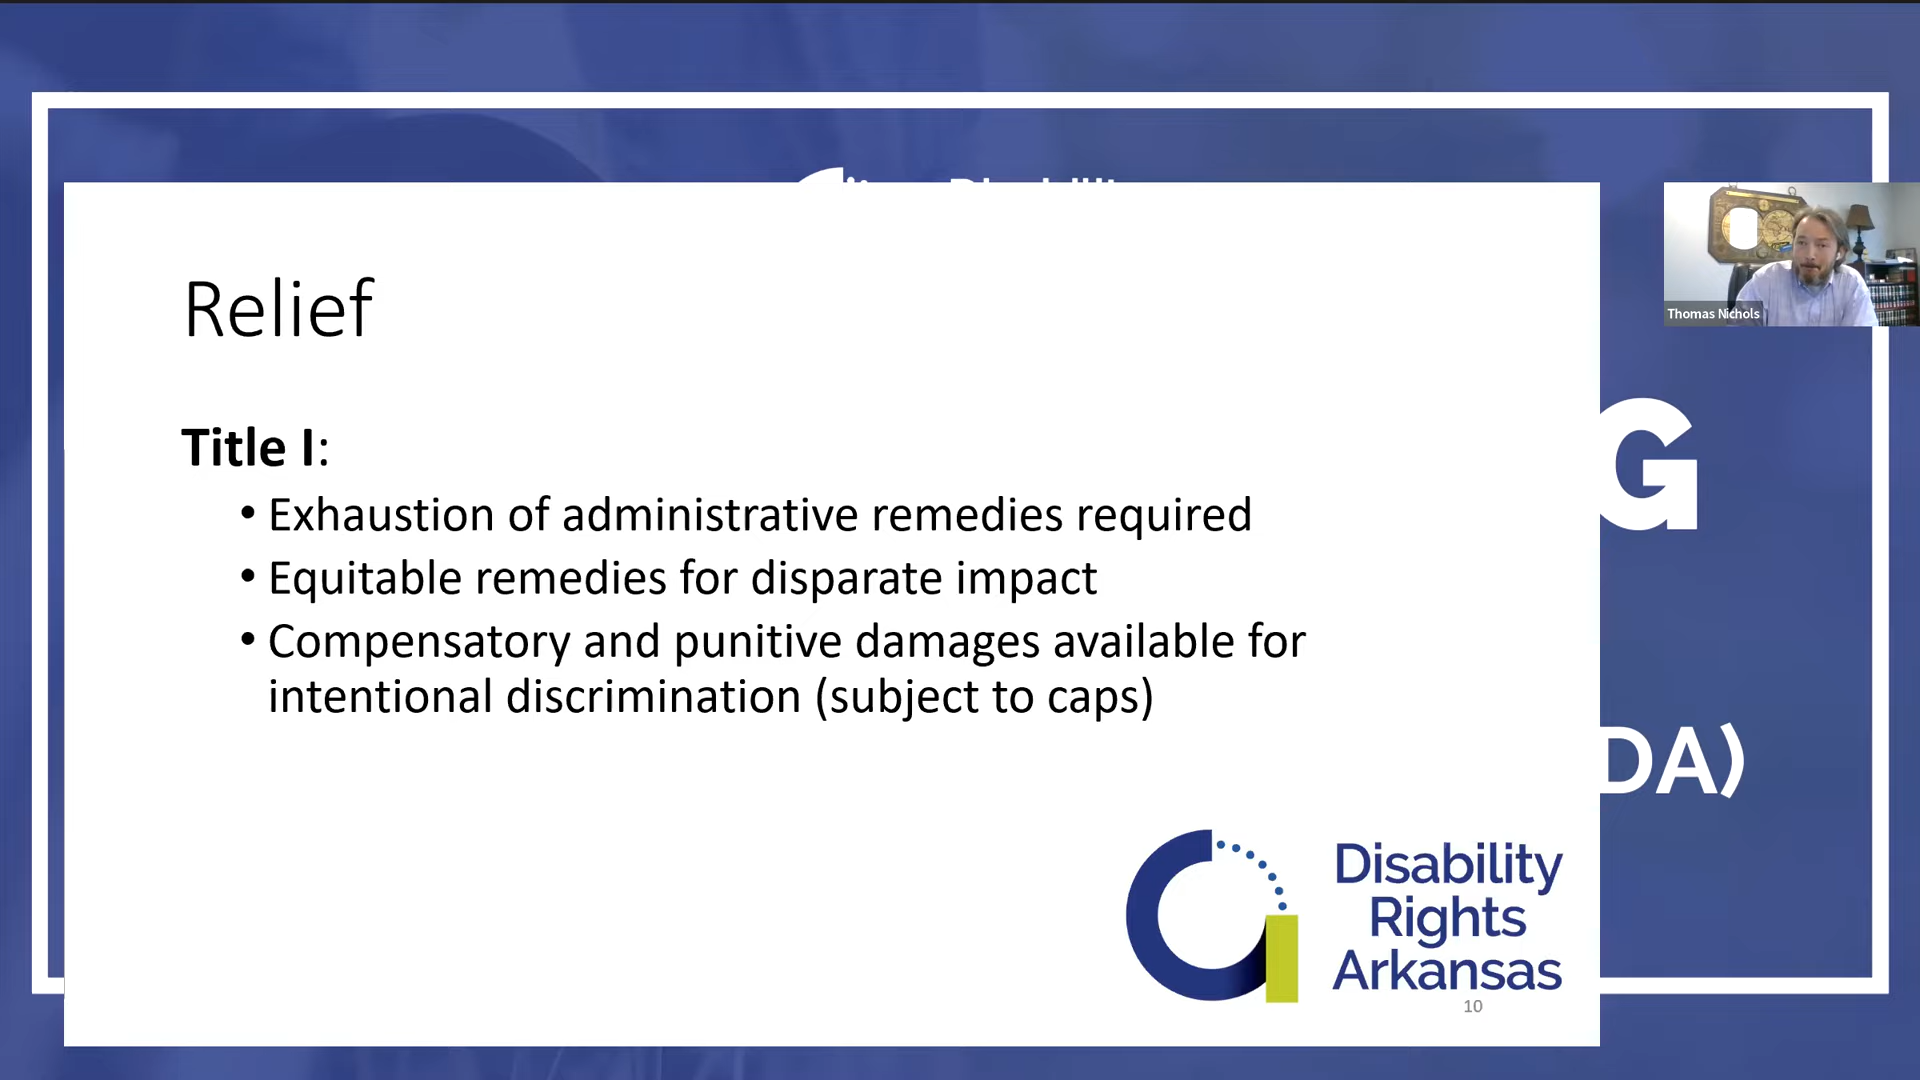 Relief
Title I:
• Exhaustion of administrative remedies required
• Equitable remedies for disparate impact
• Compensatory and punitive damages available for
intentional discrimination (subject to caps)
Disability
Rights
Arkansas
10
Thomas Nichols
G
DA)